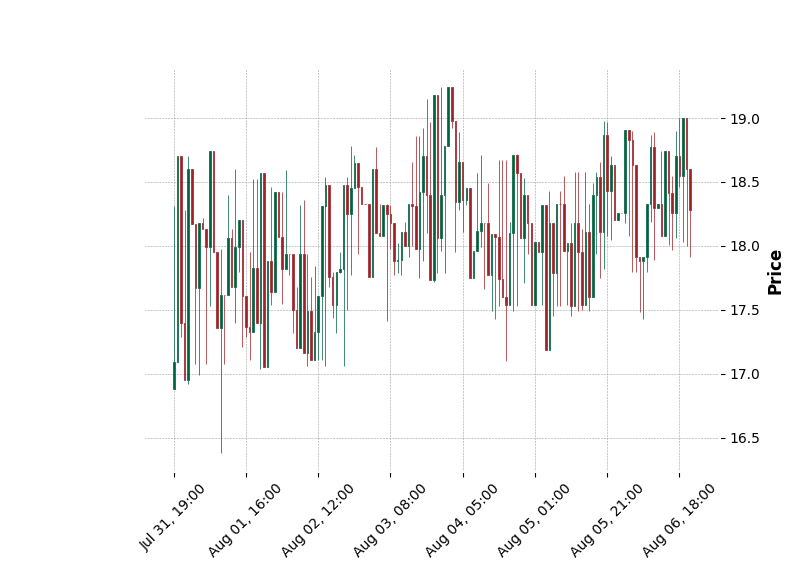 19.0
18.5
18.0
17.5
17.0
16.5
Price
Jul 31, 19:00
Aug 01, 16:00
Aug 02, 12:00
Aug 03, 08:00
Aug 04, 05:00
Aug 05, 01:00
Aug 05, 21:00
Aug 06, 18:00